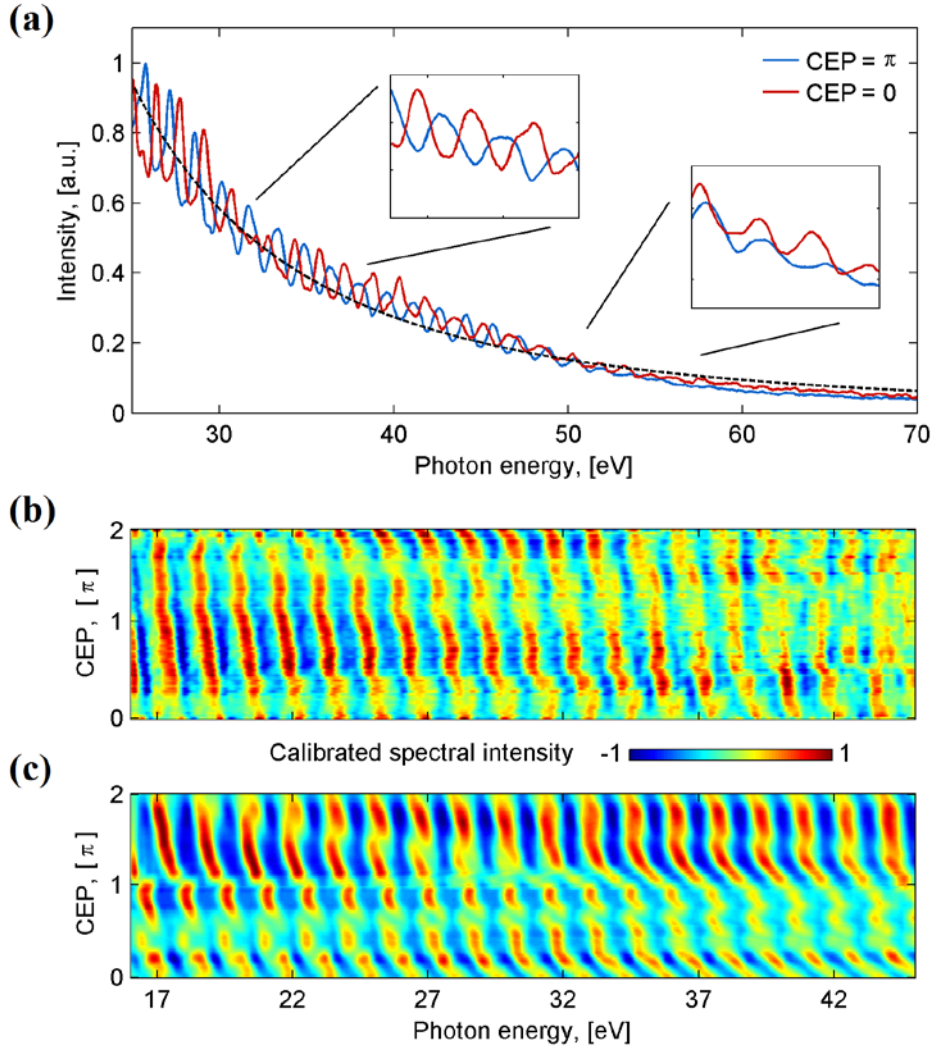 (a)
1
0.8
0.6
0.4
0.2
0
Intensity, [a.u.]
CEP = π
CEP = 0
30
40
50
60
70
Photon energy, [eV]
(b)
2
1
0
CEP, [π]
Calibrated spectral intensity
-1
1
(c)
2
1
0
CEP, [π]
17
22
27
32
37
42
Photon energy, [eV]